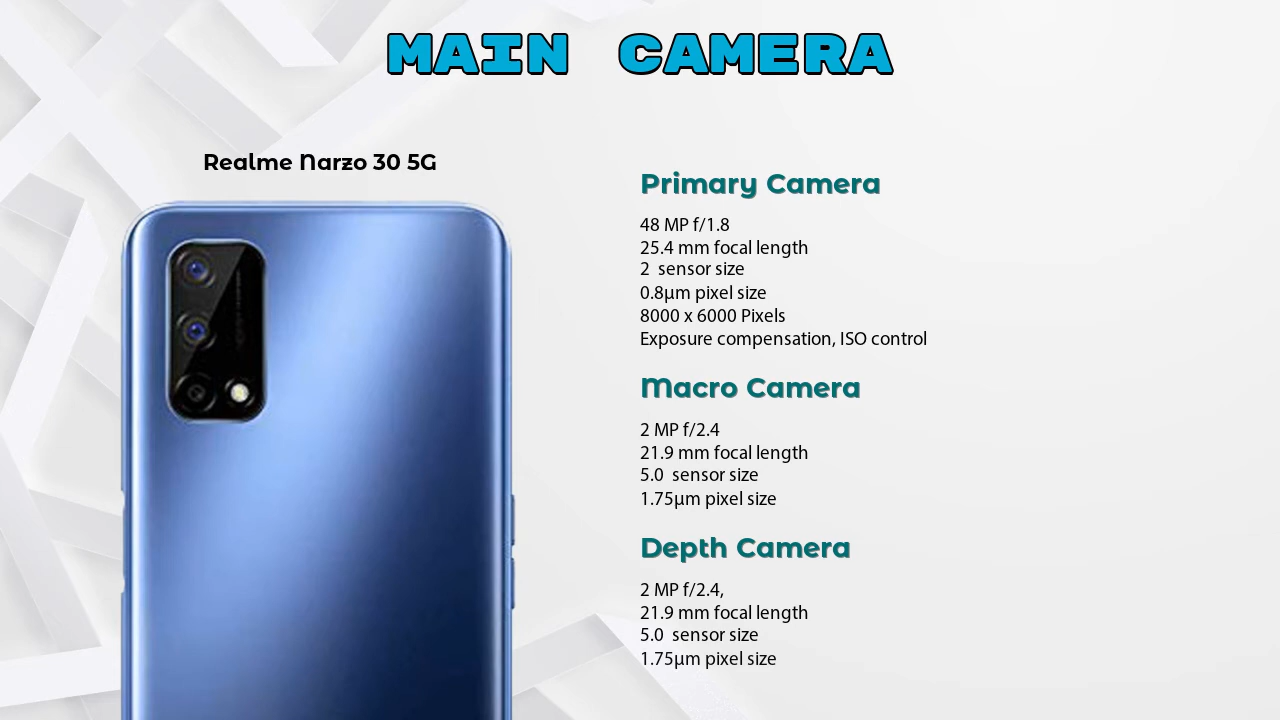 MAIN CAMERA
Realme Narzo 30 5G
Primary Camera
48 MP f/1.8
25.4 mm focal length
2  sensor size
0.8µm pixel size
8000 x 6000 Pixels
Exposure compensation, ISO control
Macro Camera
2 MP f/2.4
21.9 mm focal length
5.0  sensor size
1.75µm pixel size
Depth Camera
2 MP f/2.4,
21.9 mm focal length
5.0  sensor size
1.75µm pixel size